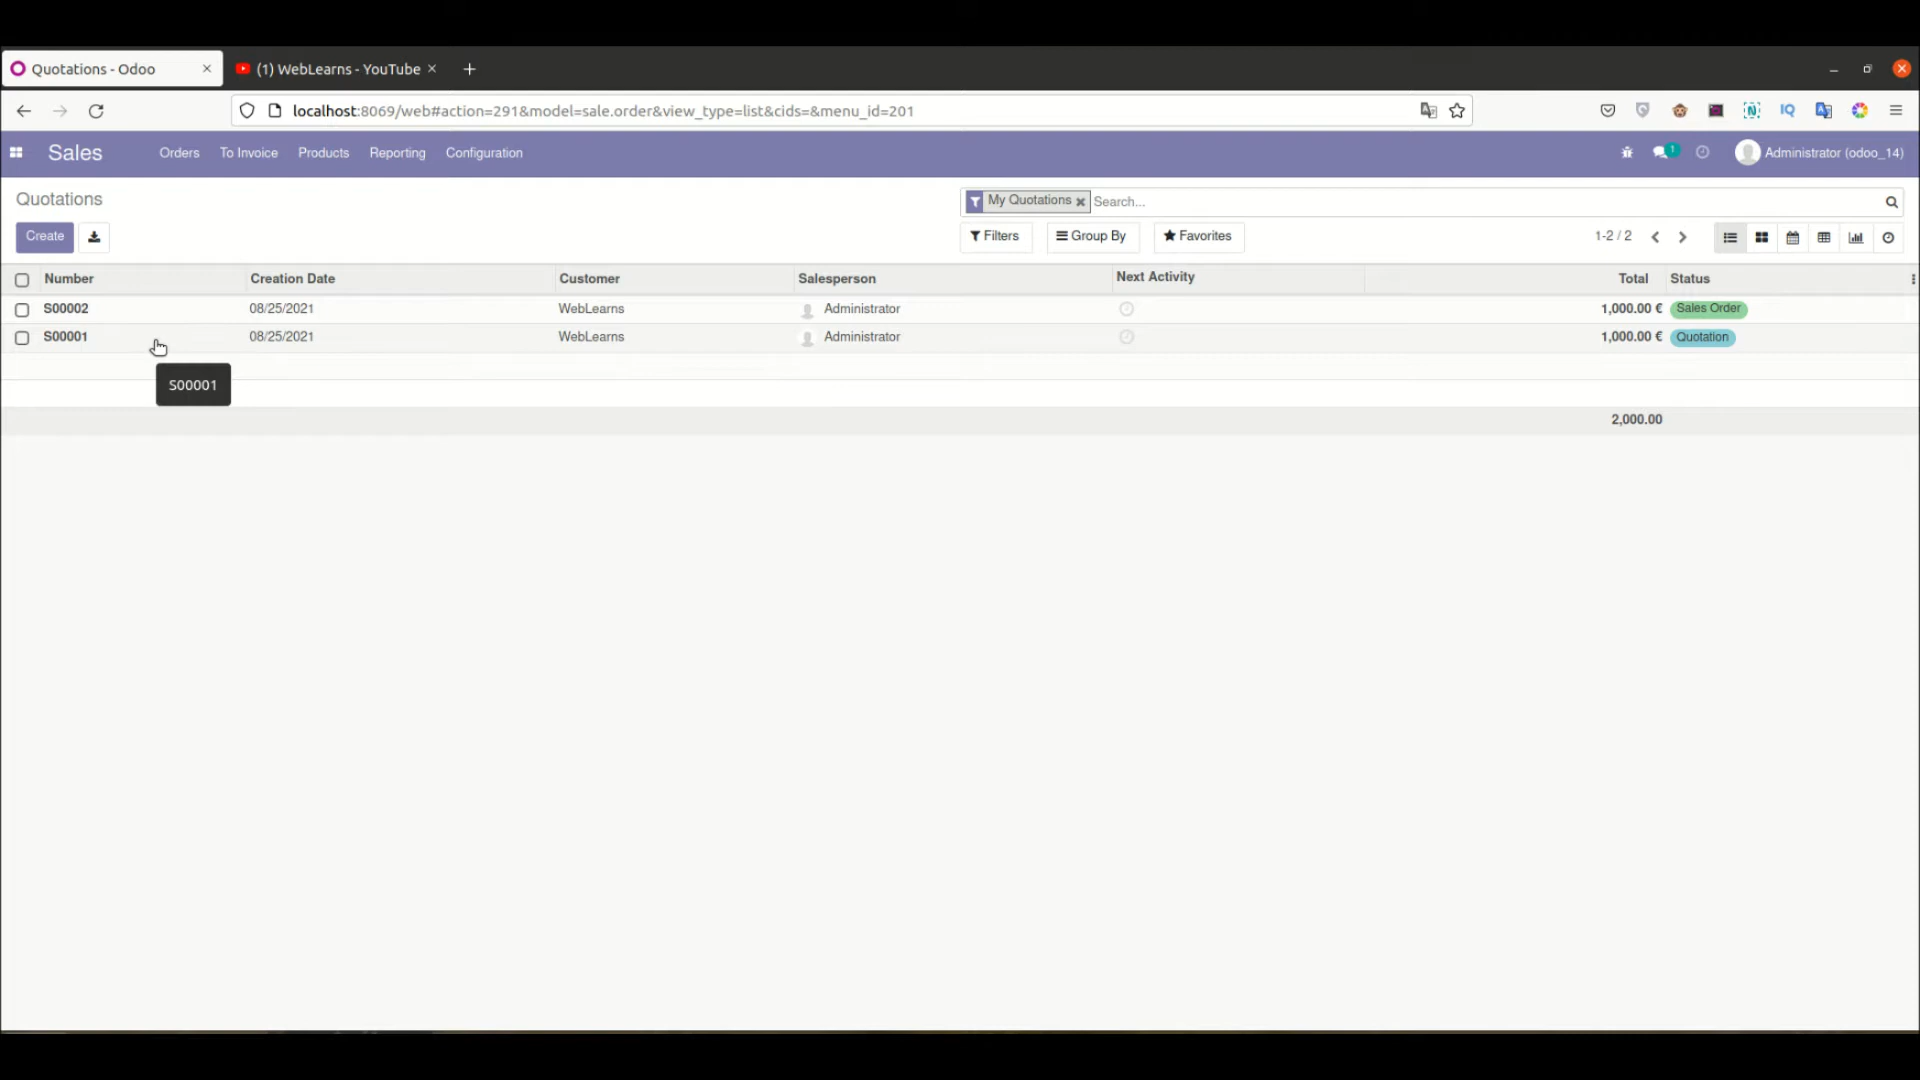 Quotations - Odoo
(1) WebLearns - YouTube
localhost:8069/web#action=291&model=sale.order&view_type=list&cids=&menu_id=201
Sales Orders To Invoice Products Reporting Configuration 1 Administrator (odoo_14)
Quotations
My Quotations Search...
Create Filters Group By Favorites 1-2 / 2
Number Creation Date Customer Salesperson Next Activity Total Status
S00002 08/25/2021 WebLearns Administrator 1,000.00 € Sales Order
S00001 08/25/2021 WebLearns Administrator 1,000.00 € Quotation
S00001
2,000.00